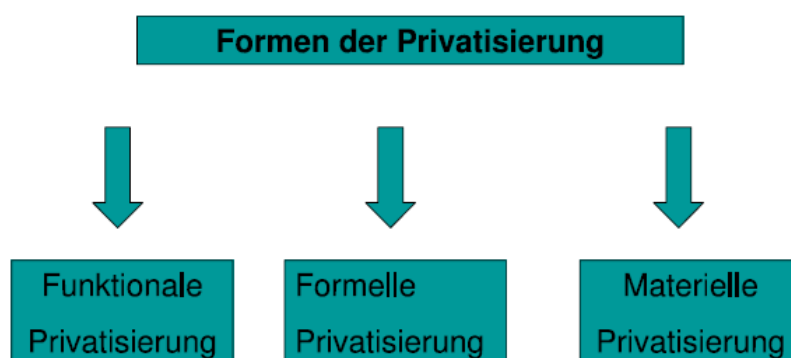 Formen der Privatisierung
Funktionale
Privatisierung
Formelle
Privatisierung
Materielle
Privatisierung